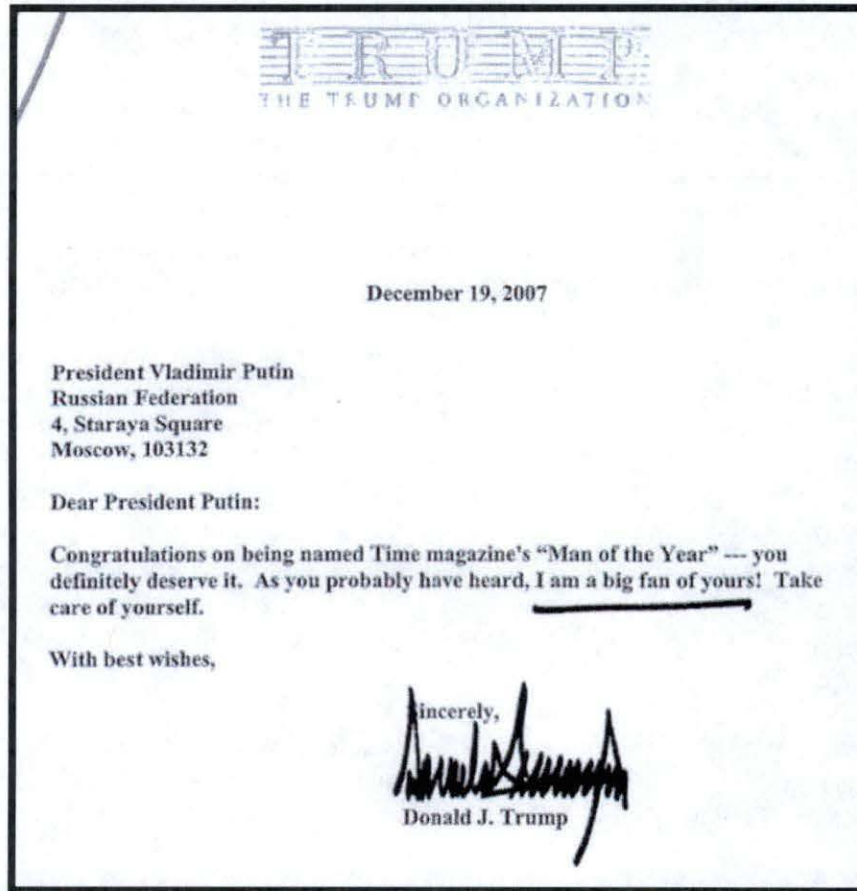 TRUMP
THE TRUMP ORGANIZATION
December 19, 2007
President Vladimir Putin
Russian Federation
4, Staraya Square
Moscow, 103132
Dear President Putin:
Congratulations on being named Time magazine's “Man of the Year” --- you
definitely deserve it. As you probably have heard, I am a big fan of yours! Take
care of yourself.
With best wishes,
Sincerely,
Donald J. Trump